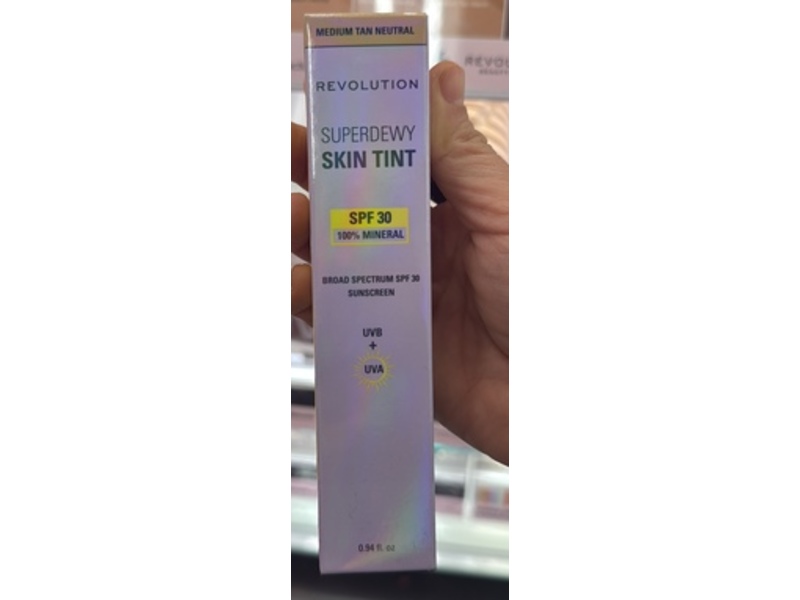 MEDIUM TAN NEUTRAL
REVOLUTION
SUPERDEWY
SKIN TINT
SPF 30
100% MINERAL
BROAD SPECTRUM SPF 30
SUNSCREEN
UVB
+
UVA
0.94 fl. oz